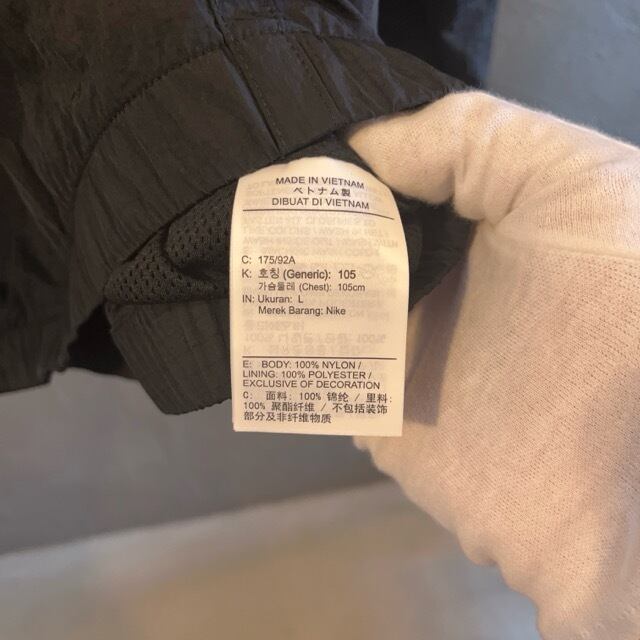 MADE IN VIETNAM
ベトナム製
DIBUAT DI VIETNAM
C: 175/92A
K: 호칭 (Generic): 105
가슴둘레 (Chest): 105cm
IN: Ukuran: L
Merek Barang: Nike
E: BODY: 100% NYLON /
LINING: 100% POLYESTER /
EXCLUSIVE OF DECORATION
C: 面料: 100% 锦纶 / 里料:
100% 聚酯纤维 / 不包括装饰
部分及非纤维物质